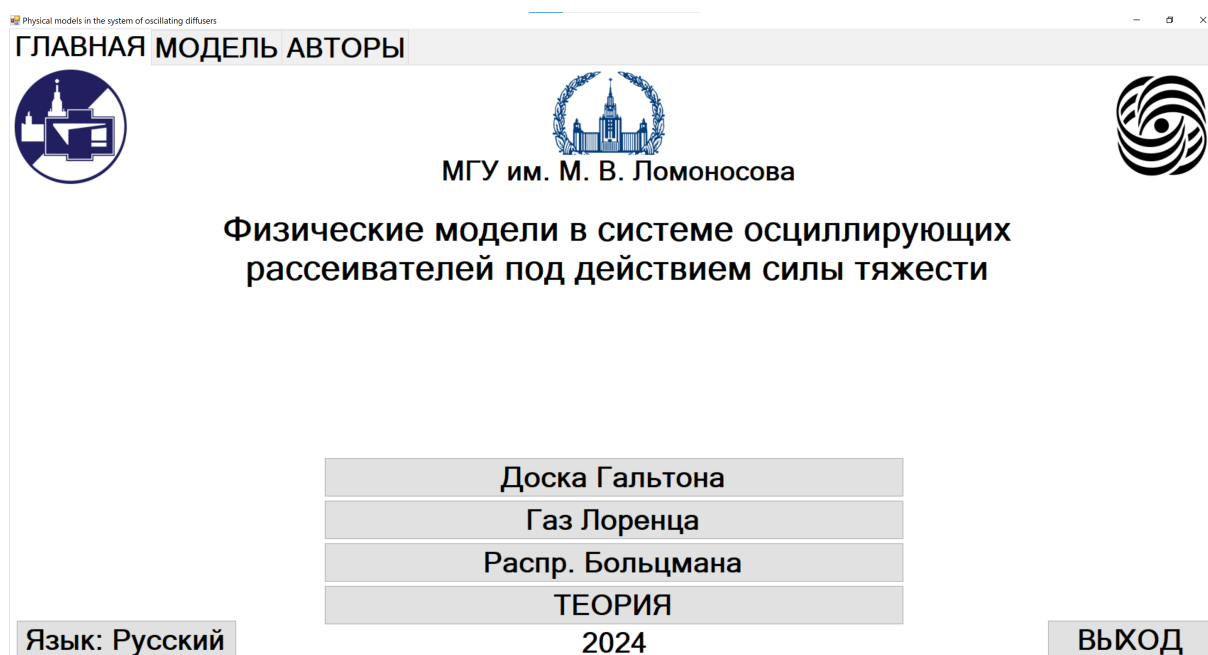 Physical models in the system of oscillating diffusers
ГЛАВНАЯ МОДЕЛЬ АВТОРЫ
МГУ им. М. В. Ломоносова
Физические модели в системе осциллирующих
рассеивателей под действием силы тяжести
Доска Гальтона
Газ Лоренца
Распр. Больцмана
ТЕОРИЯ
Язык: Русский
2024
ВЫХОД